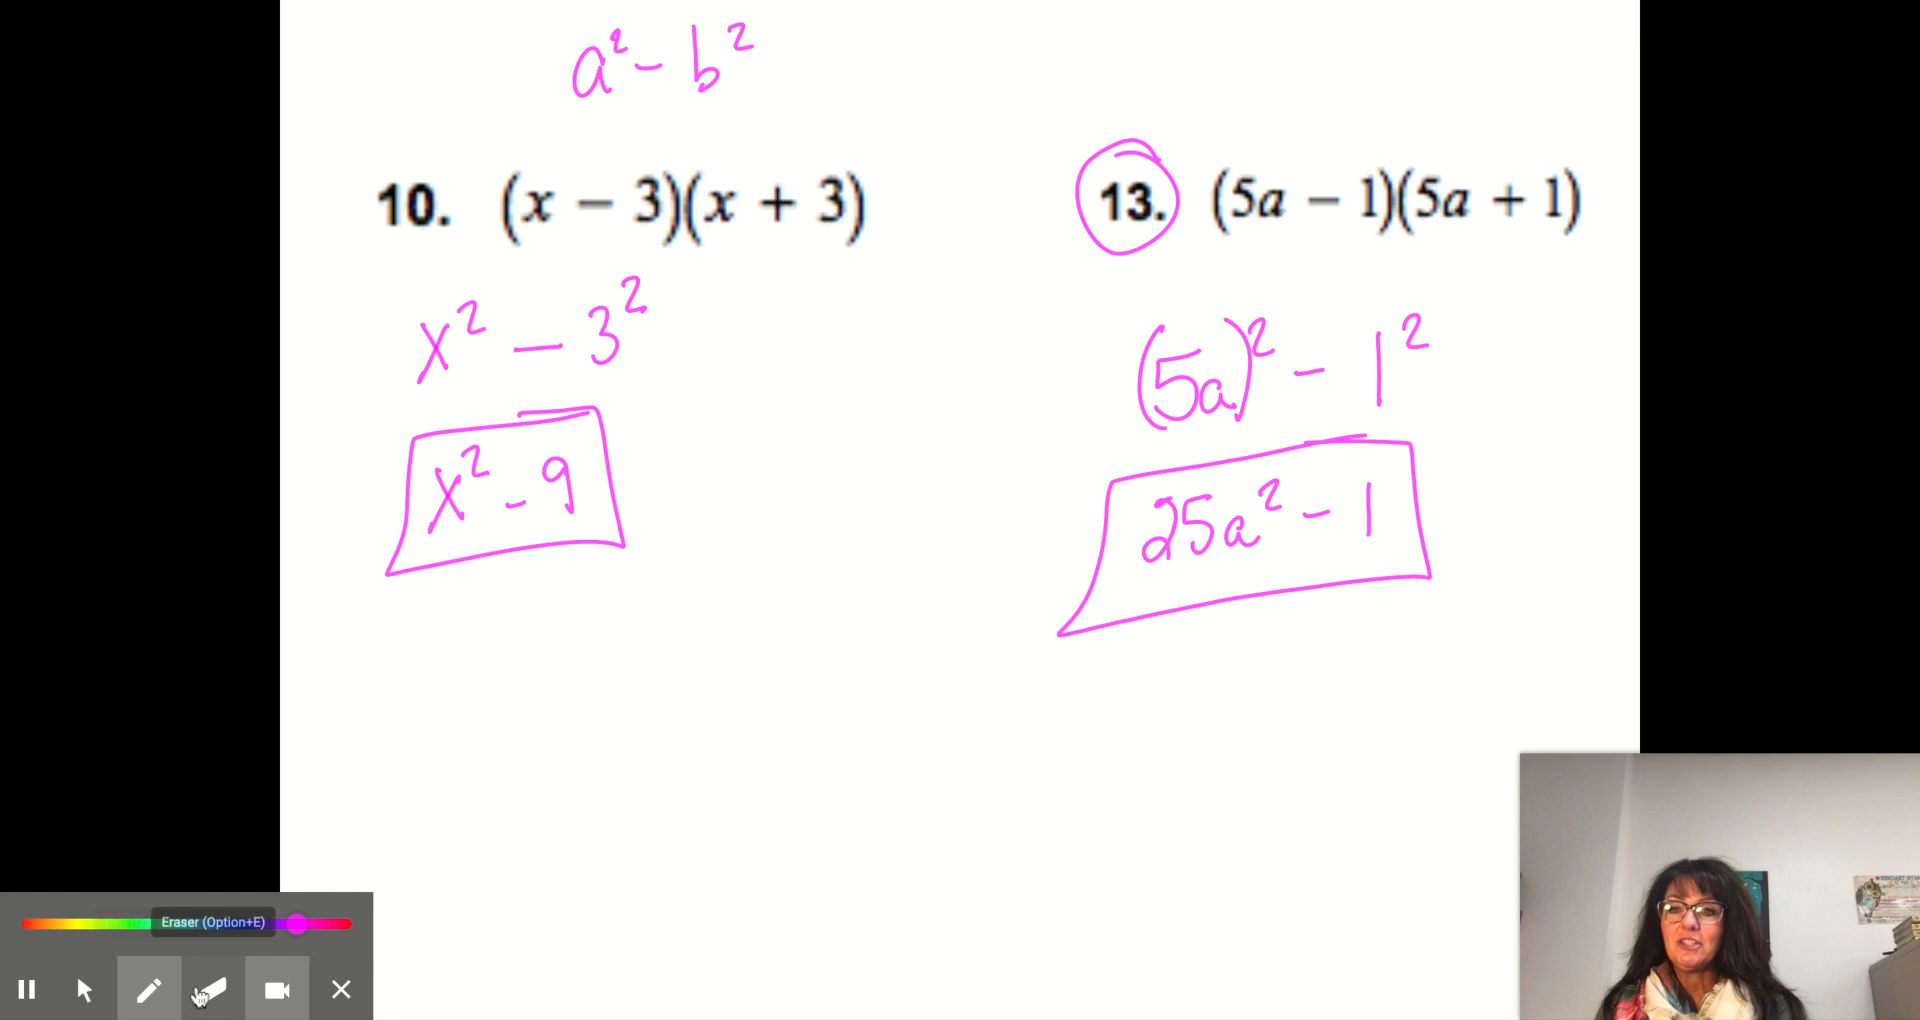 a² - b²
10. (x − 3)(x + 3)
x² - 3²
x² - 9
13. (5a − 1)(5a + 1)
(5a)² - 1²
25a² - 1
Eraser (Option+E)